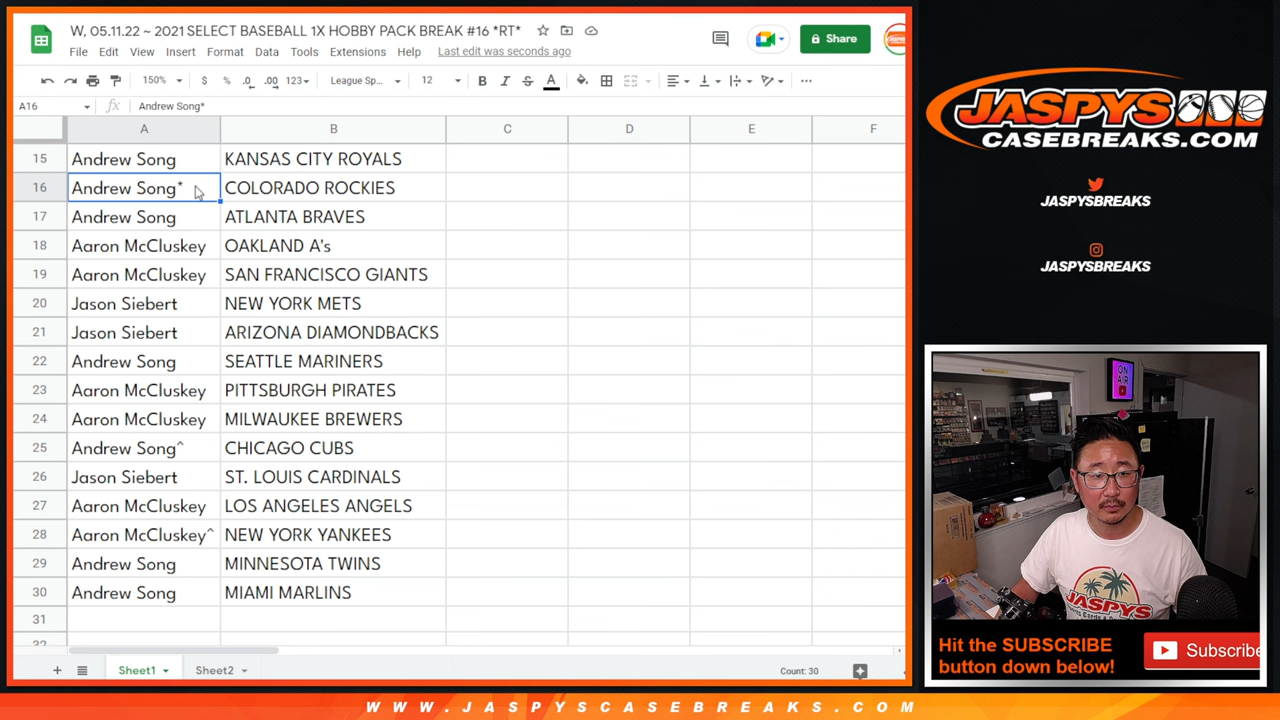 W, 05.11.22 ~ 2021 SELECT BASEBALL 1X HOBBY PACK BREAK #16 *RT*
File Edit View Insert Format Data Tools Extensions Help Last edit was seconds ago
Share
150% $ % .0 .00 123 League Sp... 12 B I S A
A16 fx Andrew Song*
A B C D E F
15 Andrew Song KANSAS CITY ROYALS
16 Andrew Song* COLORADO ROCKIES
17 Andrew Song ATLANTA BRAVES
18 Aaron McCluskey OAKLAND A's
19 Aaron McCluskey SAN FRANCISCO GIANTS
20 Jason Siebert NEW YORK METS
21 Jason Siebert ARIZONA DIAMONDBACKS
22 Andrew Song SEATTLE MARINERS
23 Aaron McCluskey PITTSBURGH PIRATES
24 Aaron McCluskey MILWAUKEE BREWERS
25 Andrew Song^ CHICAGO CUBS
26 Jason Siebert ST. LOUIS CARDINALS
27 Aaron McCluskey LOS ANGELES ANGELS
28 Aaron McCluskey^ NEW YORK YANKEES
29 Andrew Song MINNESOTA TWINS
30 Andrew Song MIAMI MARLINS
31
32
Sheet1 Sheet2 Count: 30
JASPYS
CASEBREAKS.COM
JASPYSBREAKS
JASPYSBREAKS
ON
AIR
JASPYS
Hit the SUBSCRIBE
button down below!
Subscribe
WWW.JASPYSCASEBREAKS.COM